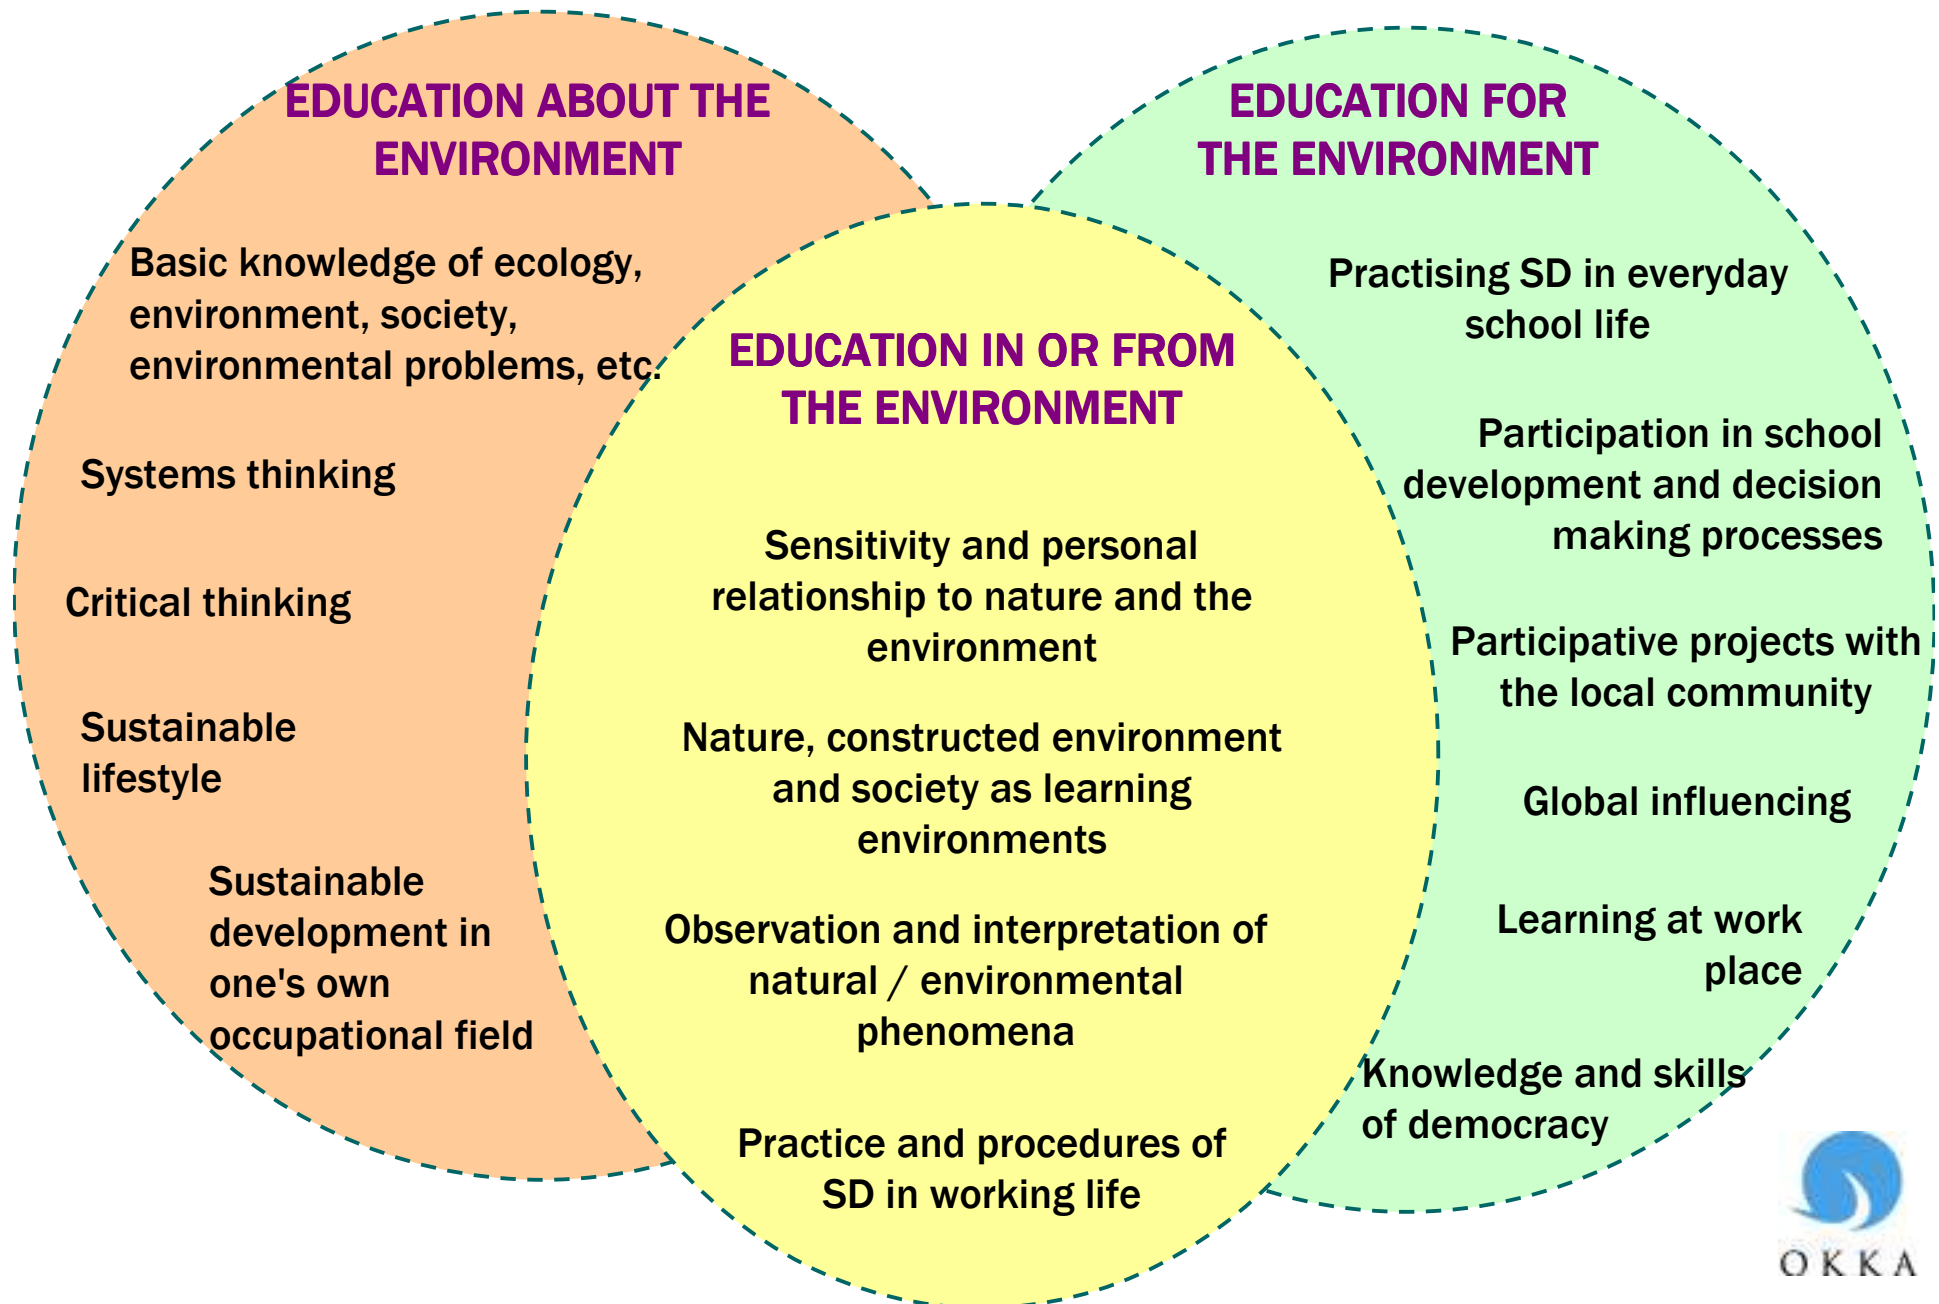 EDUCATION ABOUT THE
ENVIRONMENT
Basic knowledge of ecology,
environment, society,
environmental problems, etc.
Systems thinking
Critical thinking
Sustainable
lifestyle
Sustainable
development in
one's own
occupational field
EDUCATION IN OR FROM
THE ENVIRONMENT
Sensitivity and personal
relationship to nature and the
environment
Nature, constructed environment
and society as learning
environments
Observation and interpretation of
natural / environmental
phenomena
Practice and procedures of
SD in working life
EDUCATION FOR
THE ENVIRONMENT
Practising SD in everyday
school life
Participation in school
development and decision
making processes
Participative projects with
the local community
Global influencing
Learning at work
place
Knowledge and skills
of democracy
OKKA